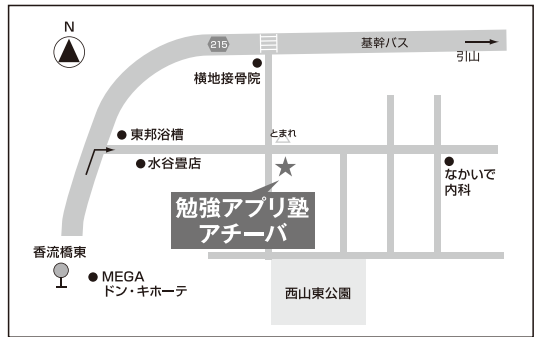 N
215
基幹バス
引山
横地接骨院
とまれ
東邦浴槽
水谷畳店
なかいで
内科
勉強アプリ塾
アチーバ
香流橋東
MEGA
ドン・キホーテ
西山東公園